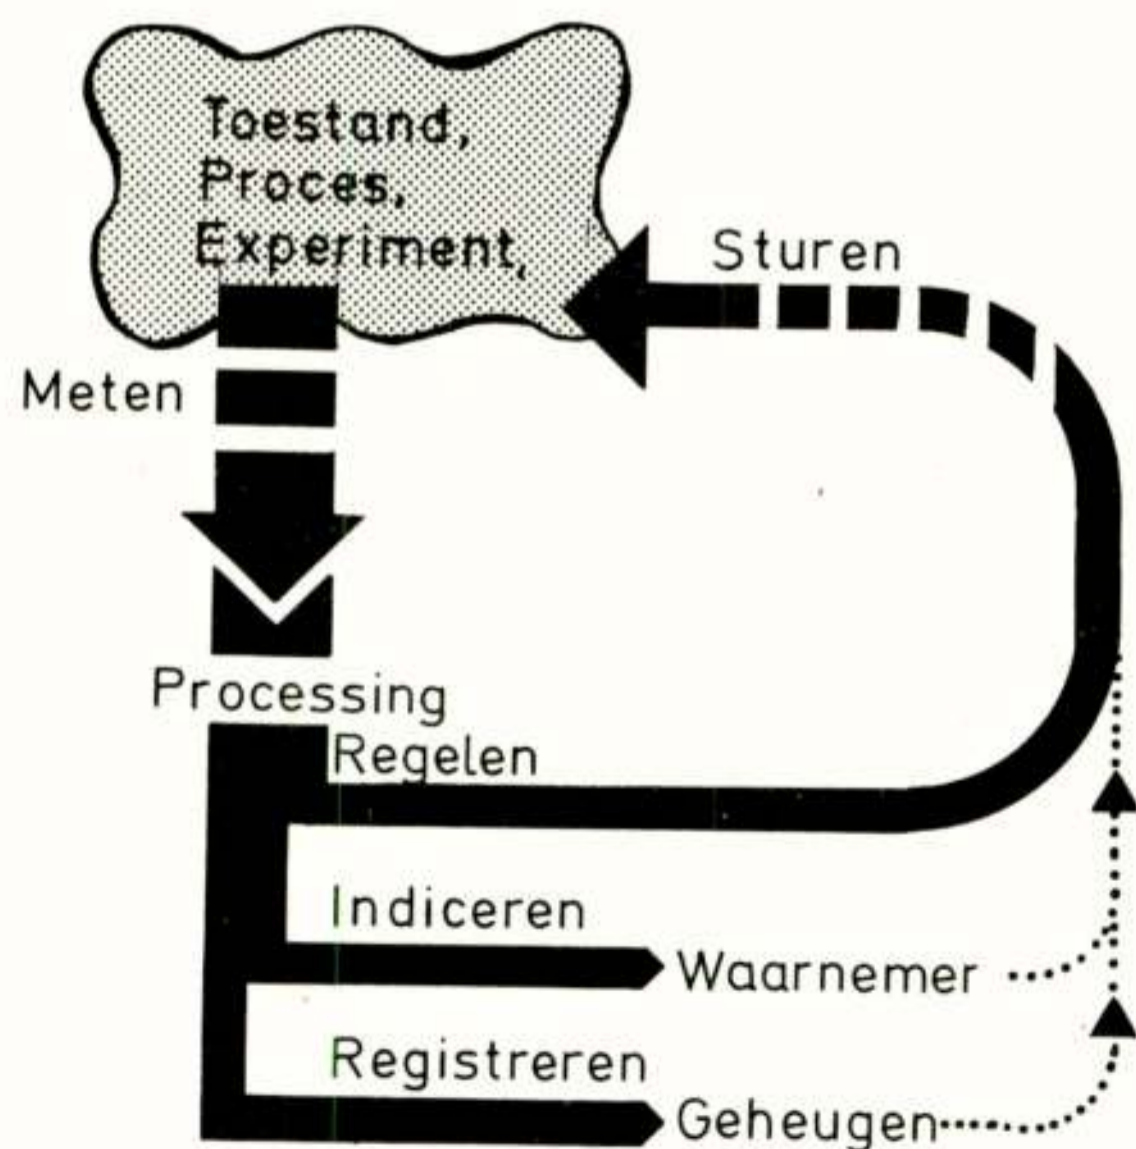 Toestand,
Proces,
Experiment,
Sturen
Meten
Processing
Regelen
Indiceren
Waarnemer
Registreren
Geheugen